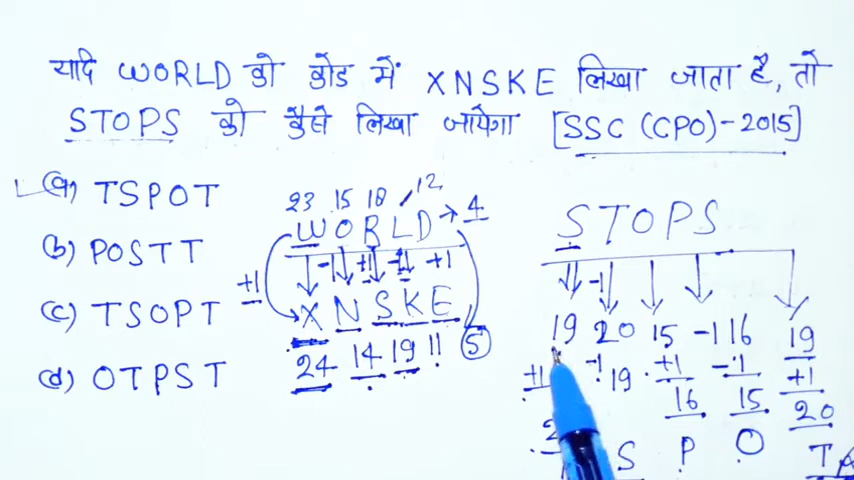 यदि WORLD को कोड में XNSKE लिखा जाता है, तो
STOPS को कैसे लिखा जायेगा [SSC (CPO)-2015]
(a) TSPOT
(b) POSTT
(c) TSOPT
(d) OTPST
23 15 18 12
WORLD → 4
+1 -1 +1 -1 +1
XNSKE
24 14 19 11 5
STOPS
-1
19 20 15 -1 16 19
+1 -1 19 +1 -1 +1
16 15 20
S P O T